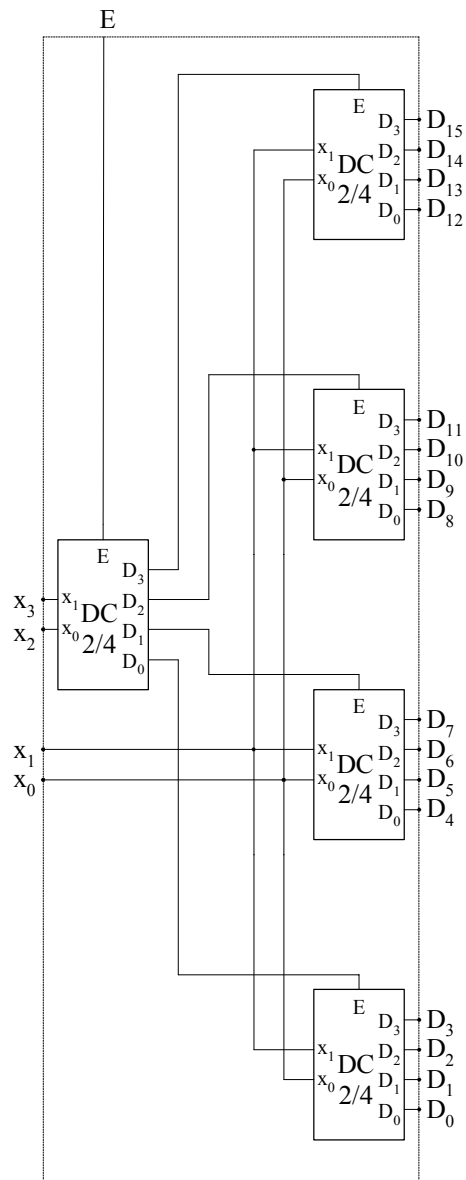 E
E
D₃ D₁₅
x₁ DC D₂ D₁₄
x₀ 2/4 D₁ D₁₃
D₀ D₁₂
E
D₃ D₁₁
x₁ DC D₂ D₁₀
x₀ 2/4 D₁ D₉
D₀ D₈
E
D₃
x₃ x₁ DC D₂
x₂ x₀ 2/4 D₁
D₀
E
D₃ D₇
x₁ x₁ DC D₂ D₆
x₀ x₀ 2/4 D₁ D₅
D₀ D₄
E
D₃ D₃
x₁ DC D₂ D₂
x₀ 2/4 D₁ D₁
D₀ D₀